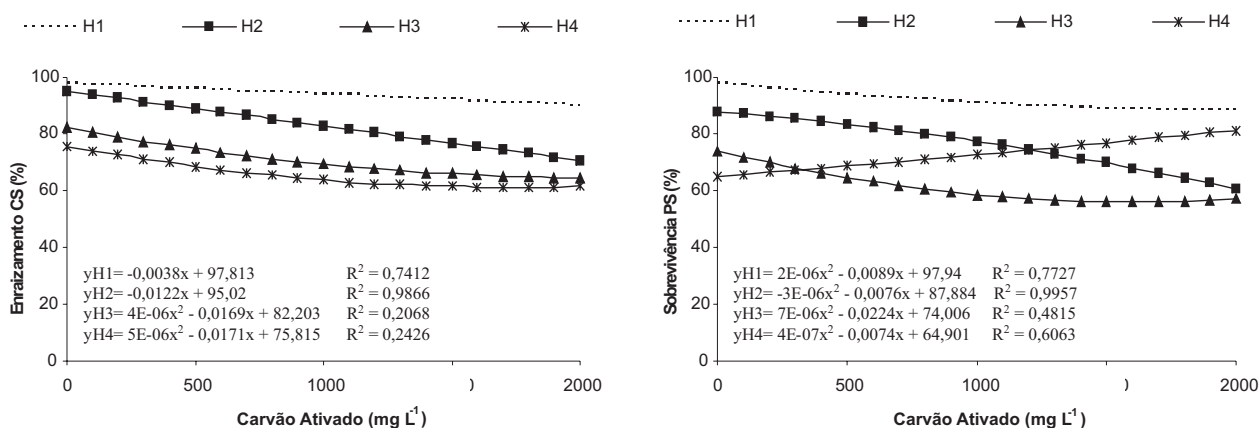 H1 H2 H3 H4
Enraizamento CS (%)
100
80
60
40
20
0
yH1= -0,0038x + 97,813 R² = 0,7412
yH2= -0,0122x + 95,02 R² = 0,9866
yH3= 4E-06x² - 0,0169x + 82,203 R² = 0,2068
yH4= 5E-06x² - 0,0171x + 75,815 R² = 0,2426
0 500 1000 0 2000
Carvão Ativado (mg L⁻¹)
H1 H2 H3 H4
Sobrevivência PS (%)
100
80
60
40
20
0
yH1= 2E-06x² - 0,0089x + 97,94 R² = 0,7727
yH2= -3E-06x² -0,0076x + 87,884 R² = 0,9957
yH3= 7E-06x² - 0,0224x + 74,006 R² = 0,4815
yH4= 4E-07x² - 0,0074x + 64,901 R² = 0,6063
0 500 1000 0 2000
Carvão Ativado (mg L⁻¹)